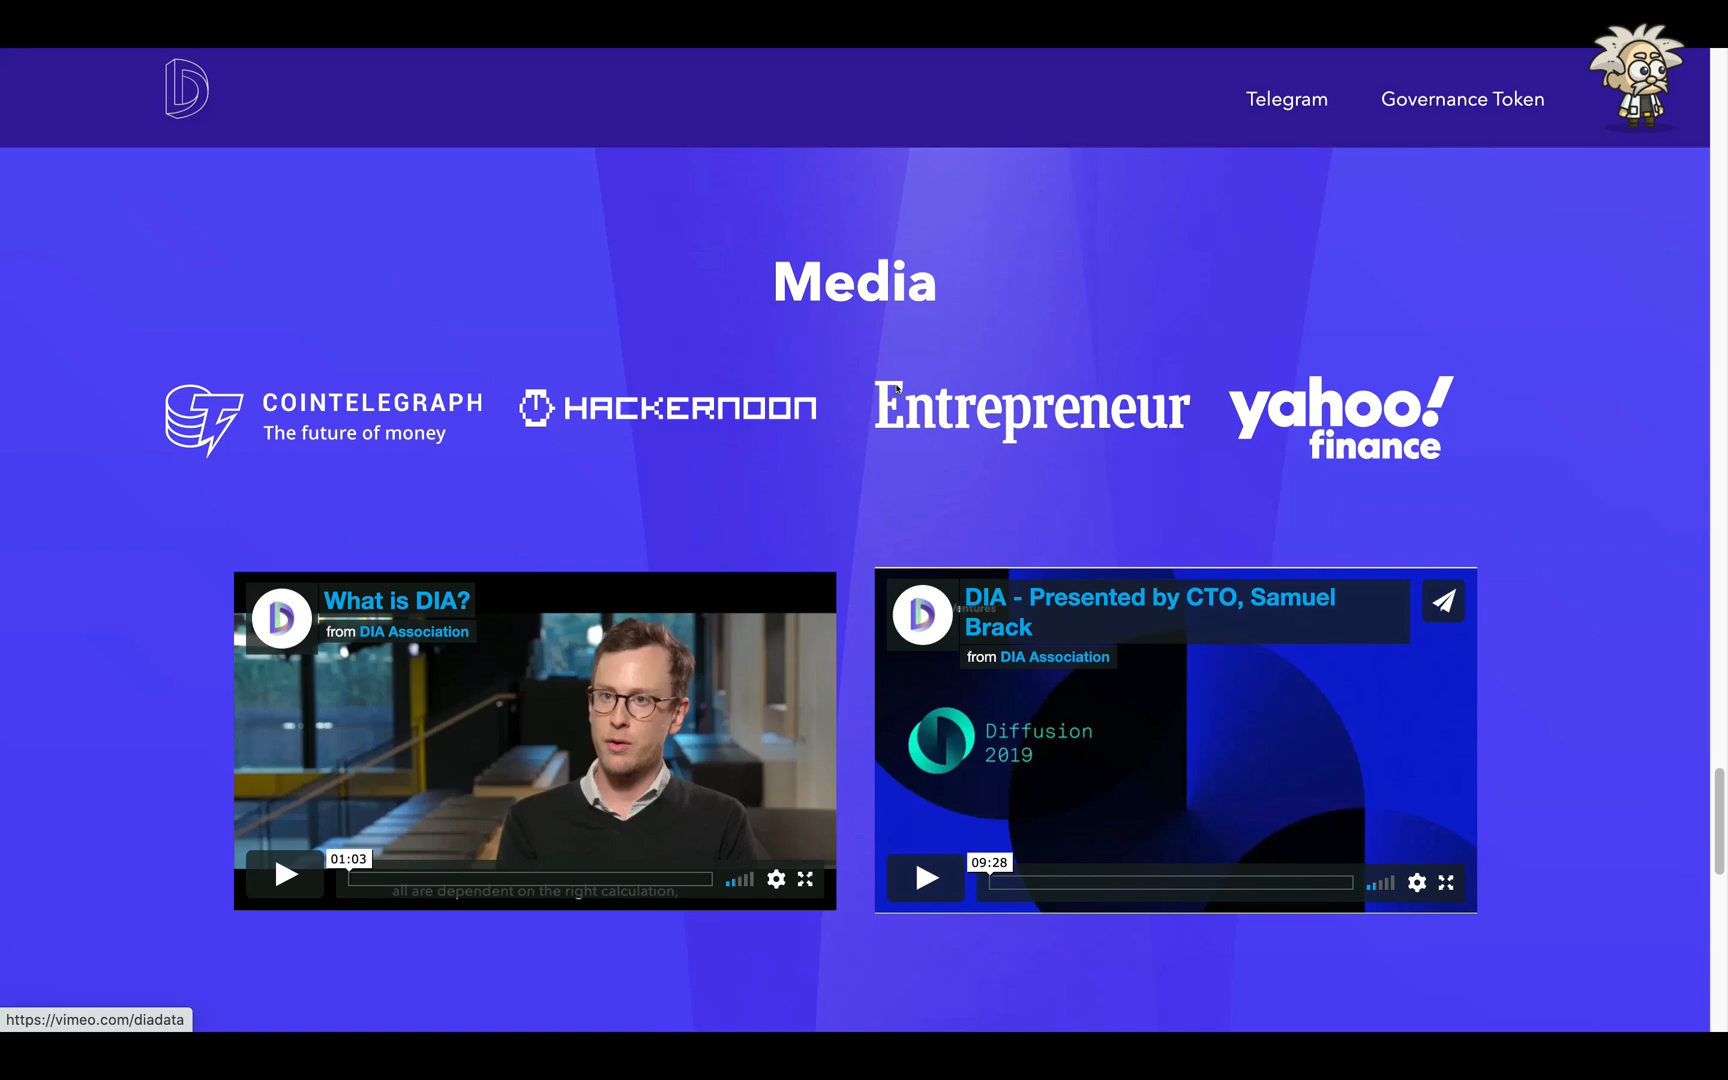 Telegram
Governance Token
Media
COINTELEGRAPH
The future of money
HACKERNOON
Entrepreneur
yahoo!
finance
What is DIA?
from DIA Association
01:03
all are dependent on the right calculation,
DIA - Presented by CTO, Samuel
Brack
from DIA Association
Diffusion
2019
09:28
https://vimeo.com/diadata